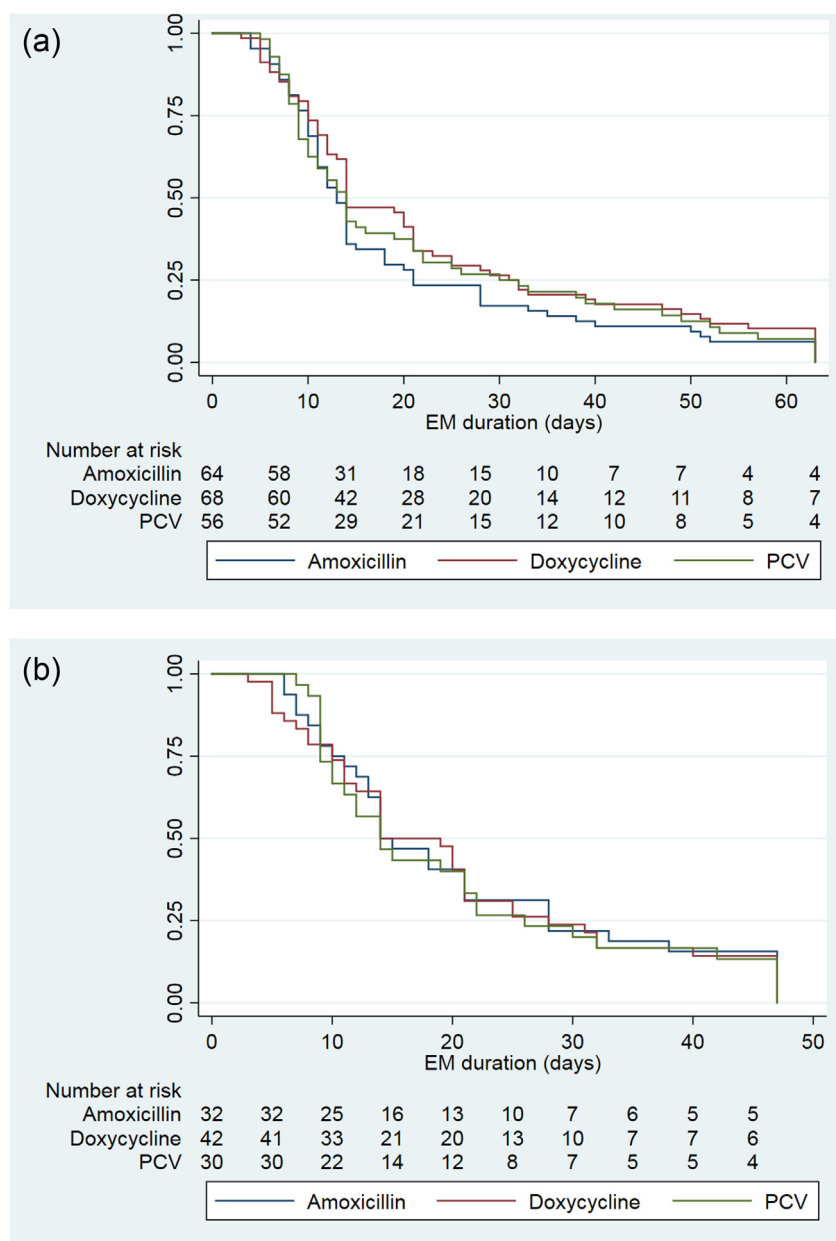 (a)
1.00
0.75
0.50
0.25
0.00
0 10 20 30 40 50 60
EM duration (days)
Number at risk
Amoxicillin 64 58 31 18 15 10 7 7 4 4
Doxycycline 68 60 42 28 20 14 12 11 8 7
PCV 56 52 29 21 15 12 10 8 5 4
Amoxicillin Doxycycline PCV
(b)
1.00
0.75
0.50
0.25
0.00
0 10 20 30 40 50
EM duration (days)
Number at risk
Amoxicillin 32 32 25 16 13 10 7 6 5 5
Doxycycline 42 41 33 21 20 13 10 7 7 6
PCV 30 30 22 14 12 8 7 5 5 4
Amoxicillin Doxycycline PCV